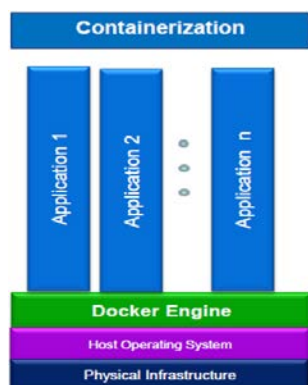 Containerization
Application 1
Application 2
Application n
Docker Engine
Host Operating System
Physical Infrastructure